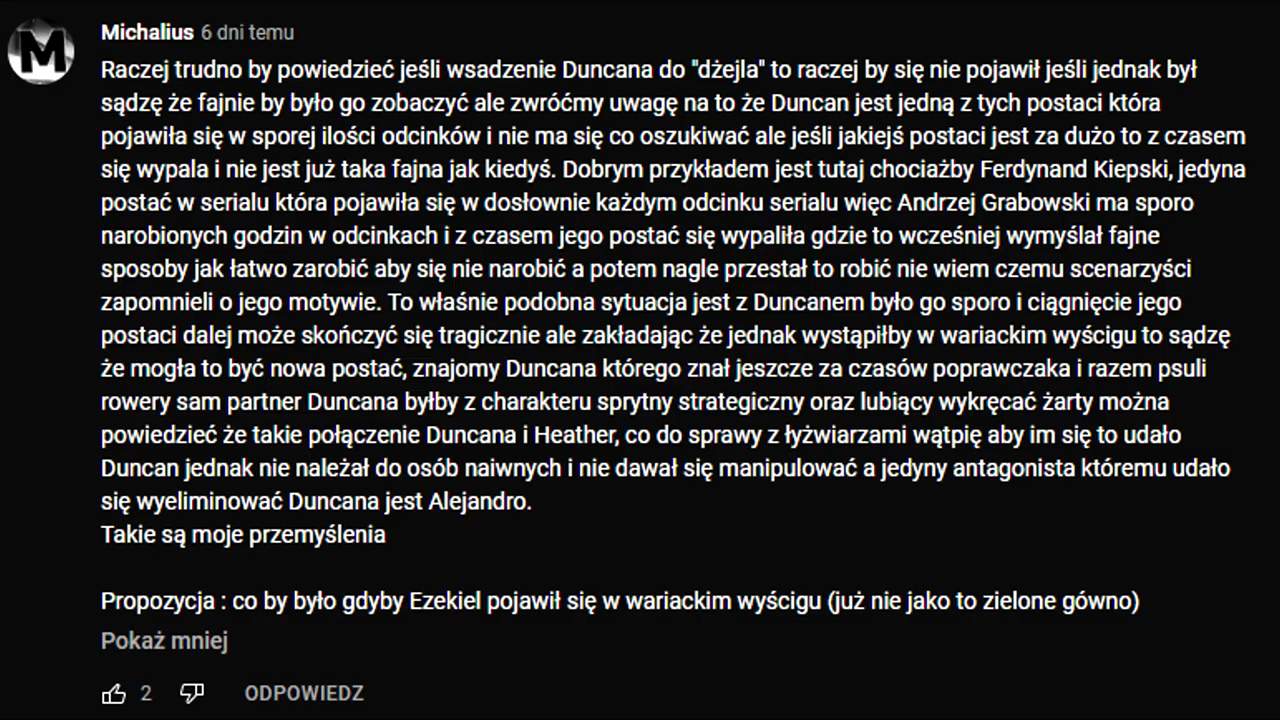 M
Michalius 6 dni temu
Raczej trudno by powiedzieć jeśli wsadzenie Duncana do "dżejla" to raczej by się nie pojawił jeśli jednak był
sądzę że fajnie by było go zobaczyć ale zwróćmy uwagę na to że Duncan jest jedną z tych postaci która
pojawiła się w sporej ilości odcinków i nie ma się co oszukiwać ale jeśli jakiejś postaci jest za dużo to z czasem
się wypala i nie jest już taka fajna jak kiedyś. Dobrym przykładem jest tutaj chociażby Ferdynand Kiepski, jedyna
postać w serialu która pojawiła się w dosłownie każdym odcinku serialu więc Andrzej Grabowski ma sporo
narobionych godzin w odcinkach i z czasem jego postać się wypaliła gdzie to wcześniej wymyślał fajne
sposoby jak łatwo zarobić aby się nie narobić a potem nagle przestał to robić nie wiem czemu scenarzyści
zapomnieli o jego motywie. To właśnie podobna sytuacja jest z Duncanem było go sporo i ciągnięcie jego
postaci dalej może skończyć się tragicznie ale zakładając że jednak wystąpiłby w wariackim wyścigu to sądzę
że mogła to być nowa postać, znajomy Duncana którego znał jeszcze za czasów poprawczaka i razem psuli
rowery sam partner Duncana byłby z charakteru sprytny strategiczny oraz lubiący wykręcać żarty można
powiedzieć że takie połączenie Duncana i Heather, co do sprawy z łyżwiarzami wątpię aby im się to udało
Duncan jednak nie należał do osób naiwnych i nie dawał się manipulować a jedyny antagonista któremu udało
się wyeliminować Duncana jest Alejandro.
Takie są moje przemyślenia
Propozycja : co by było gdyby Ezekiel pojawił się w wariackim wyścigu (już nie jako to zielone gówno)
Pokaż mniej
2 ODPOWIEDZ